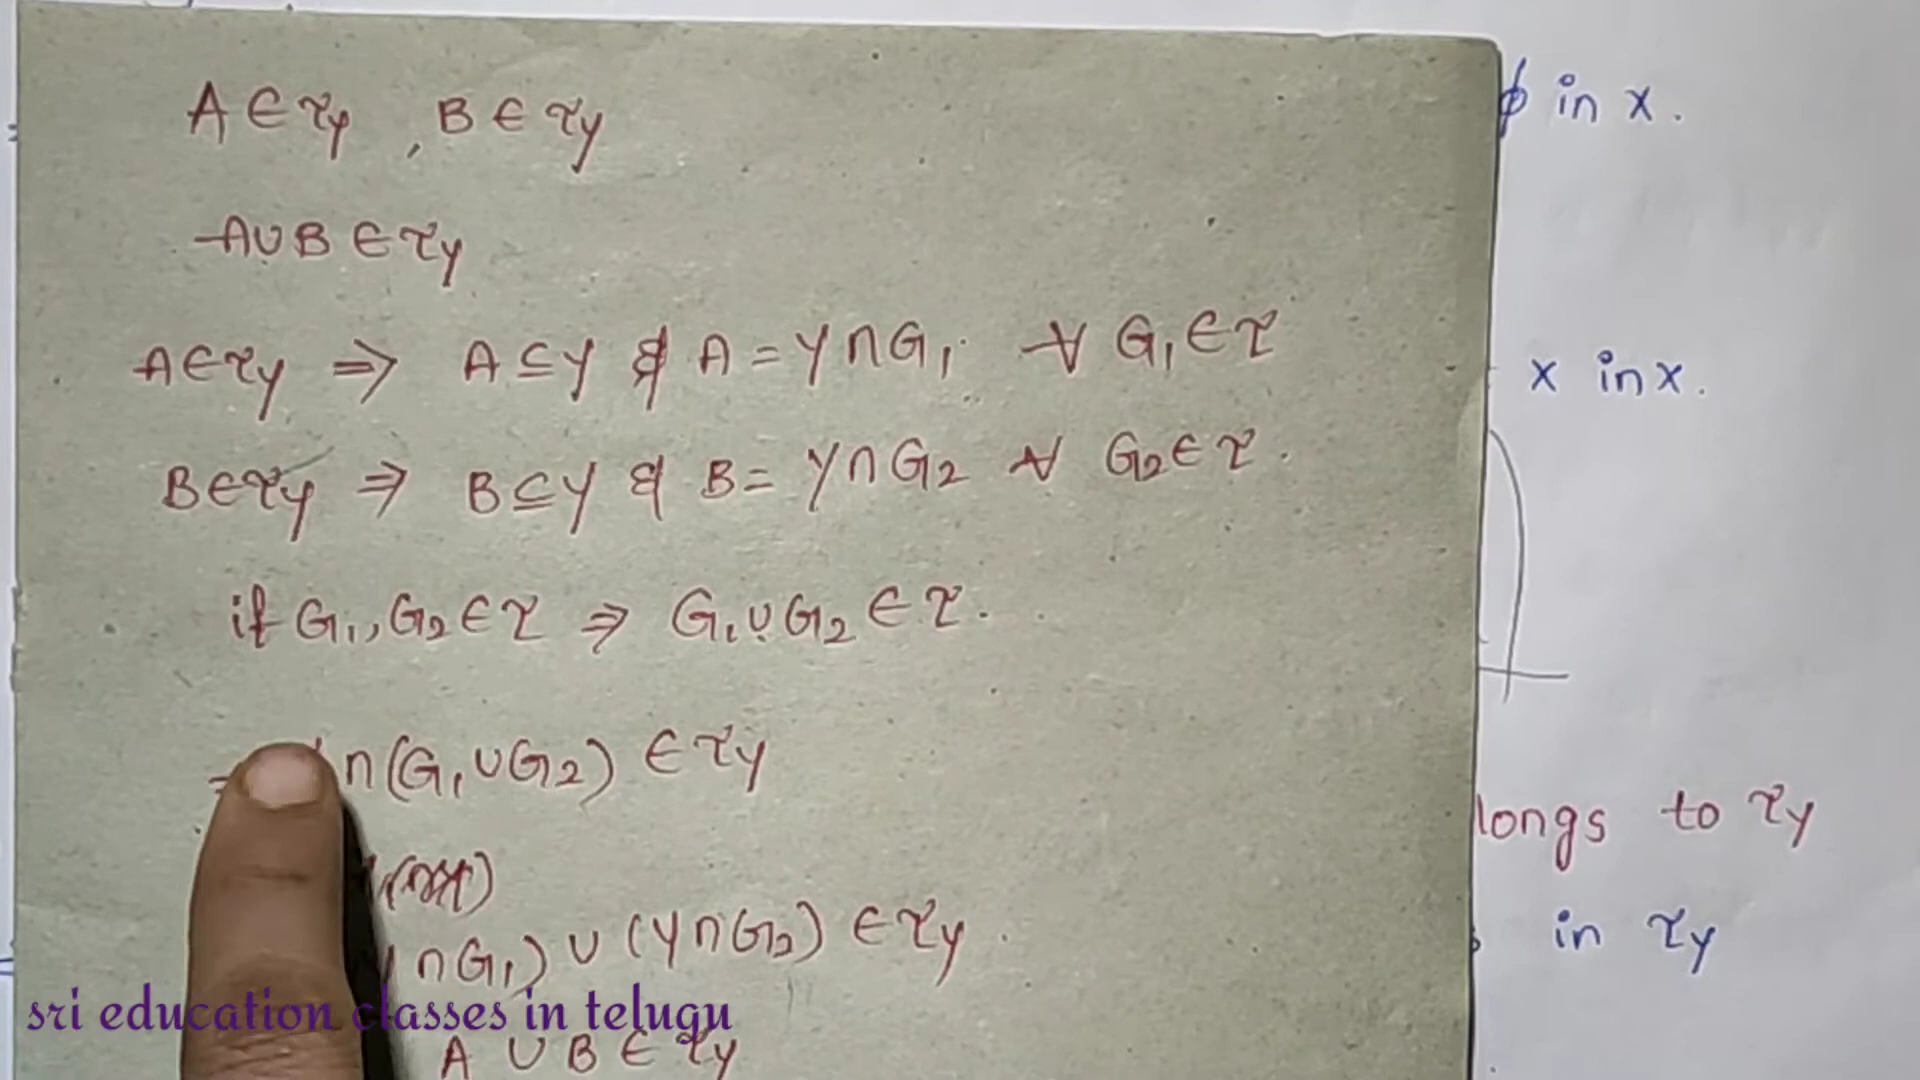 A ∈ τy , B ∈ τy
A∪B ∈ τy
A∈τy ⇒ A ⊆ y & A = y∩G₁ ∀ G₁∈τ
B∈τy ⇒ B ⊆ y & B = y∩G₂ ∀ G₂∈τ.
if G₁, G₂∈τ ⇒ G₁∪G₂ ∈ τ.
∩(G₁∪G₂) ∈ τy
∩G₁) ∪ (y∩G₂) ∈ τy.
A ∪ B ∈ τy
ϕ in x.
x in x.
longs to τy
in τy
sri education classes in telugu